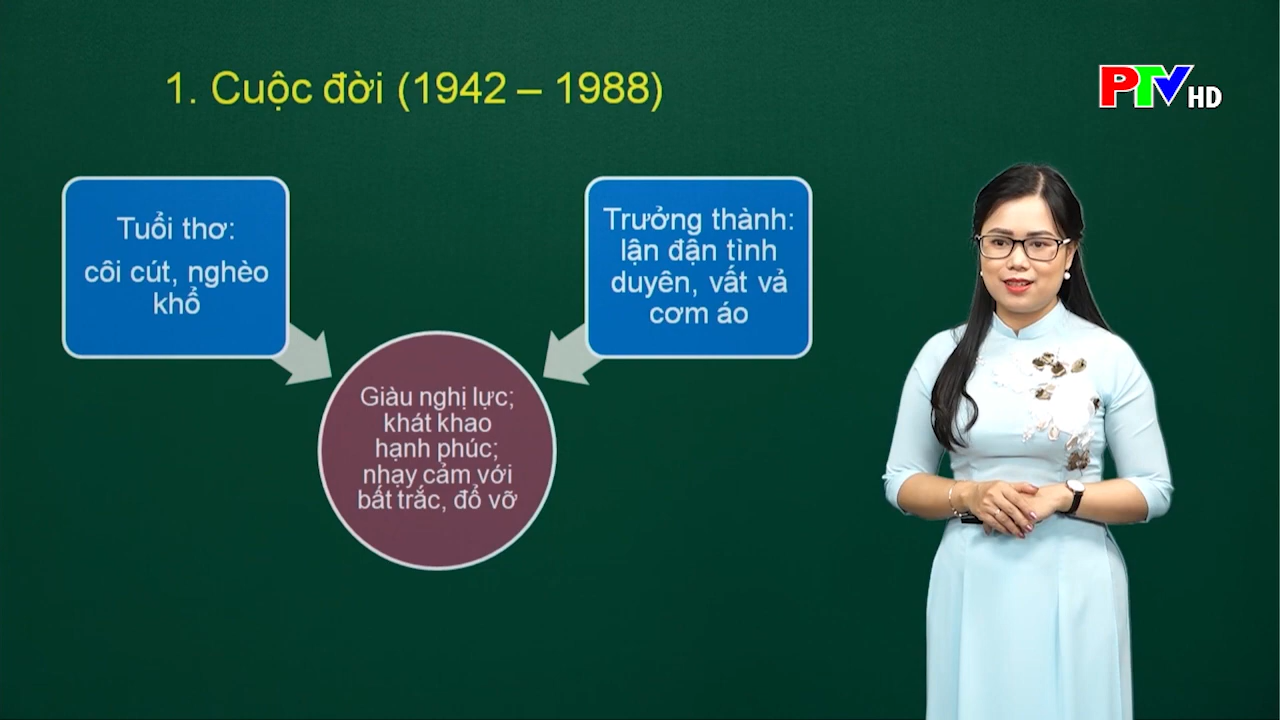 1. Cuộc đời (1942 – 1988)
PTV HD
Tuổi thơ:
côi cút, nghèo
khổ
Trưởng thành:
lận đận tình
duyên, vất vả
cơm áo
Giàu nghị lực;
khát khao
hạnh phúc;
nhạy cảm với
bất trắc, đổ vỡ